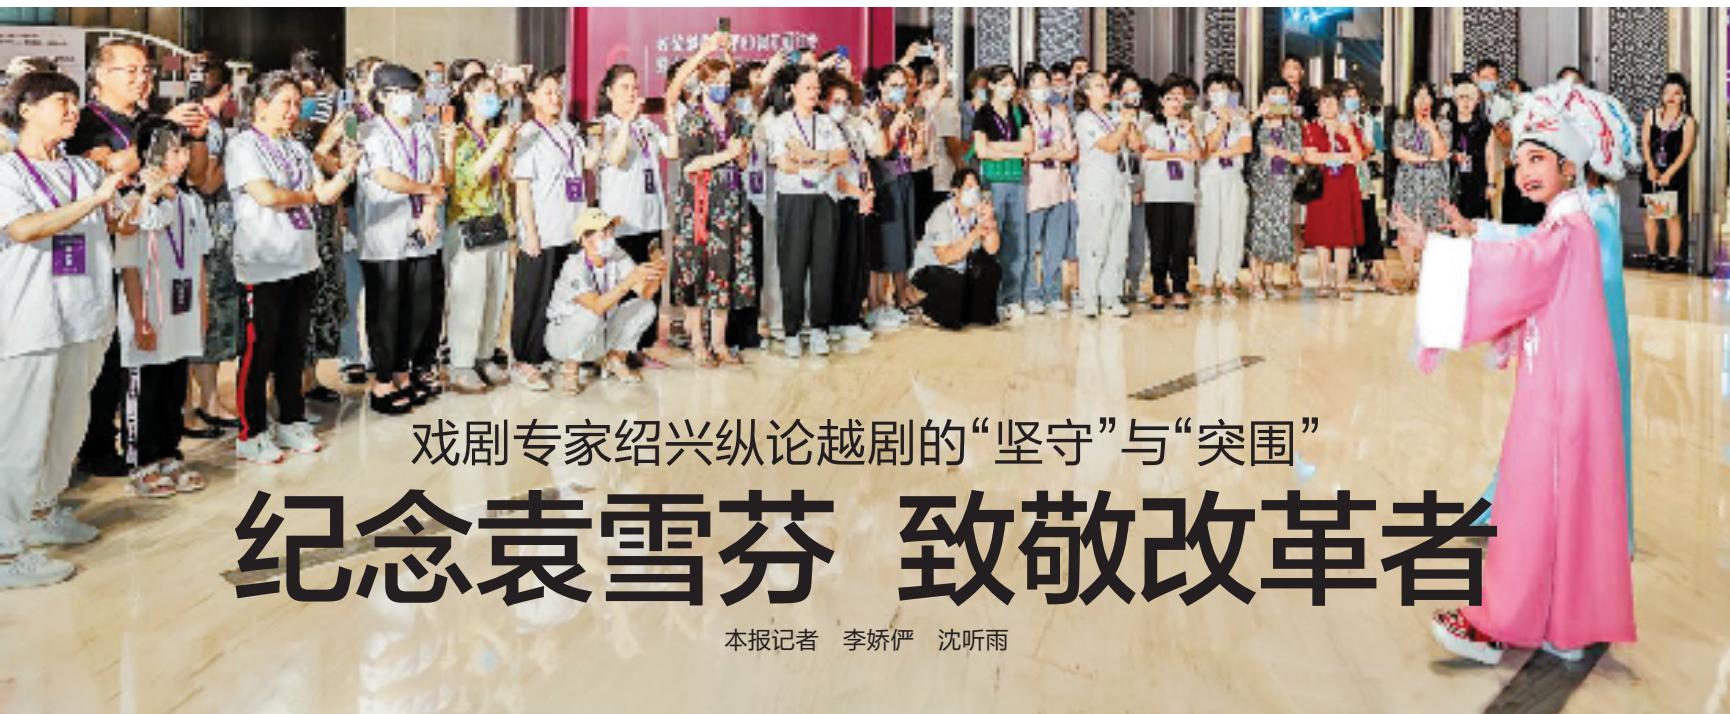 戏剧专家绍兴纵论越剧的“坚守”与“突围”
纪念袁雪芬 致敬改革者
本报记者 李娇俨 沈听雨